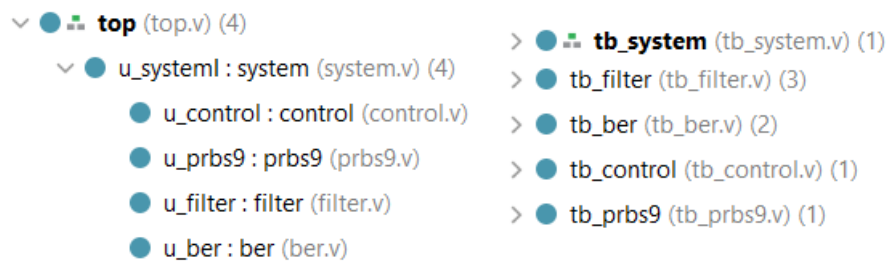 top (top.v) (4)
u_systeml : system (system.v) (4)
u_control : control (control.v)
u_prbs9 : prbs9 (prbs9.v)
u_filter : filter (filter.v)
u_ber : ber (ber.v)
tb_system (tb_system.v) (1)
tb_filter (tb_filter.v) (3)
tb_ber (tb_ber.v) (2)
tb_control (tb_control.v) (1)
tb_prbs9 (tb_prbs9.v) (1)